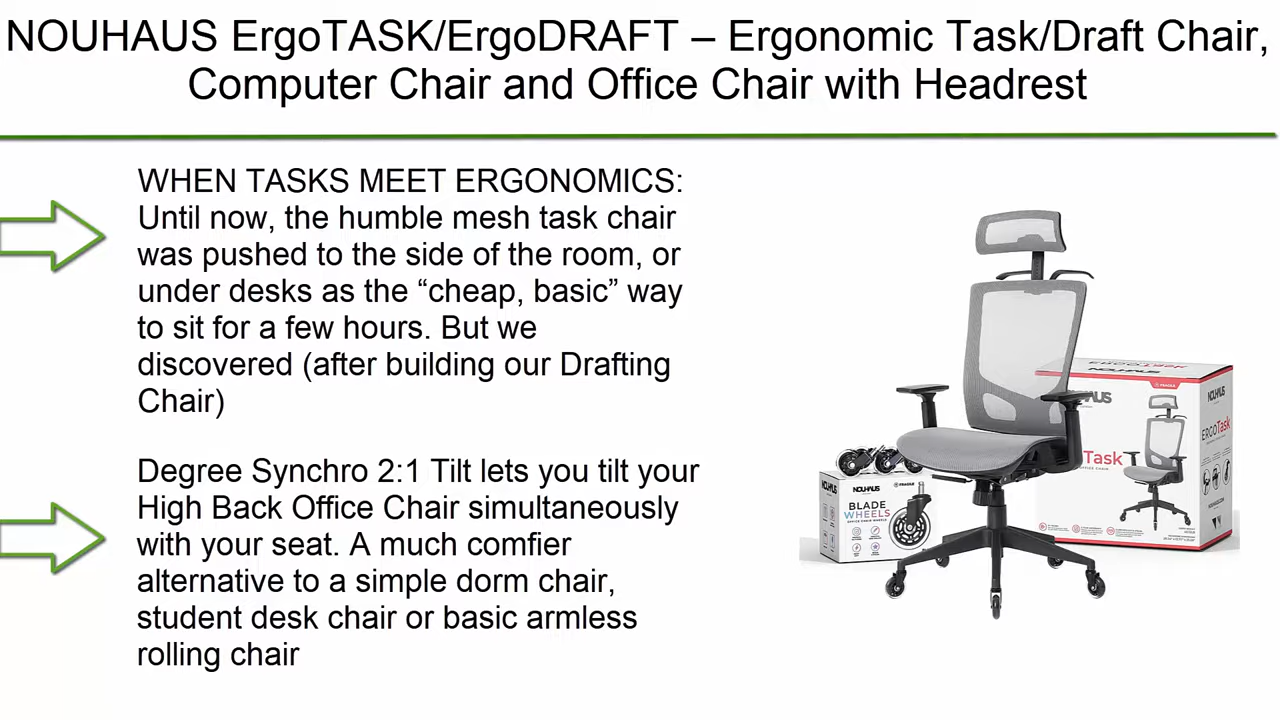 NOUHAUS ErgoTASK/ErgoDRAFT – Ergonomic Task/Draft Chair,
Computer Chair and Office Chair with Headrest
WHEN TASKS MEET ERGONOMICS:
Until now, the humble mesh task chair
was pushed to the side of the room, or
under desks as the “cheap, basic” way
to sit for a few hours. But we
discovered (after building our Drafting
Chair)
Degree Synchro 2:1 Tilt lets you tilt your
High Back Office Chair simultaneously
with your seat. A much comfier
alternative to a simple dorm chair,
student desk chair or basic armless
rolling chair
NOUHAUS
FRAGILE
BLADE
WHEELS
OFFICE CHAIR WHEELS
NOUHAUS
ERGOTask
Task